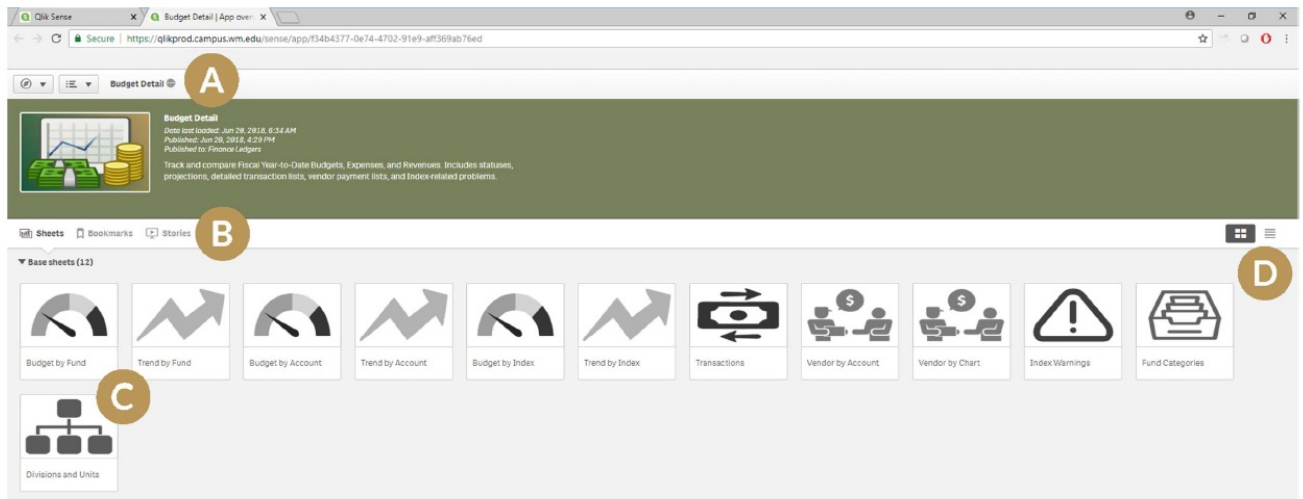 Qlik Sense
Budget Detail | App over
Secure | https://qlikprod.campus.wm.edu/sense/app/f34b4377-0e74-4702-91e9-aff369ab76ed
Budget Detail
A
Budget Detail
Data last loaded: Jun 20, 2018, 6:34 AM
Published: Jun 20, 2018, 4:29 PM
Published to: Finance Ledgers
Track and compare Fiscal Year-to-Date Budgets, Expenses, and Revenues. Includes statuses,
projections, detailed transaction lists, vendor payment lists, and Index-related problems.
Sheets Bookmarks Stories
B
Base sheets (12)
D
$ $
Budget by Fund Trend by Fund Budget by Account Trend by Account Budget by Index Trend by Index Transactions Vendor by Account Vendor by Chart Index Warnings Fund Categories
C
Divisions and Units